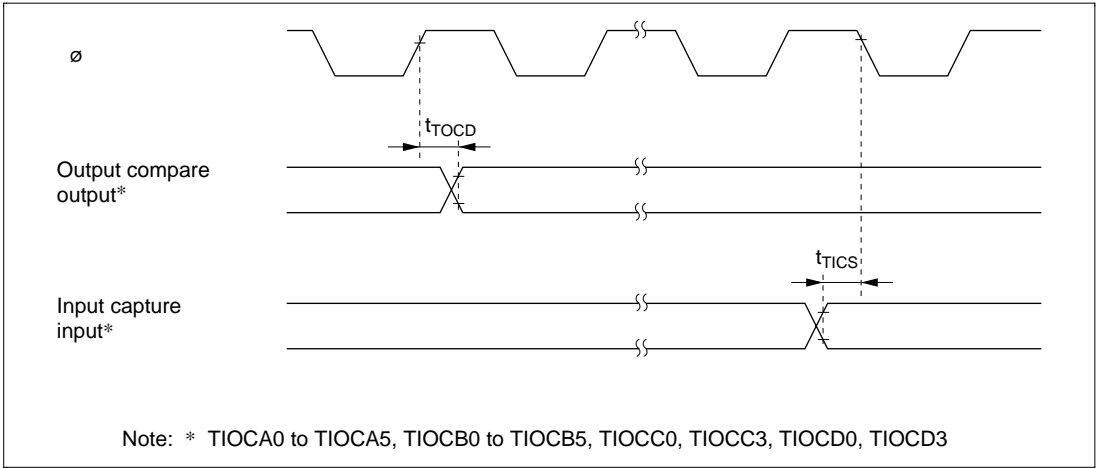 ø
tTOCD
Output compare
output*
tTICS
Input capture
input*
Note: * TIOCA0 to TIOCA5, TIOCB0 to TIOCB5, TIOCC0, TIOCC3, TIOCD0, TIOCD3